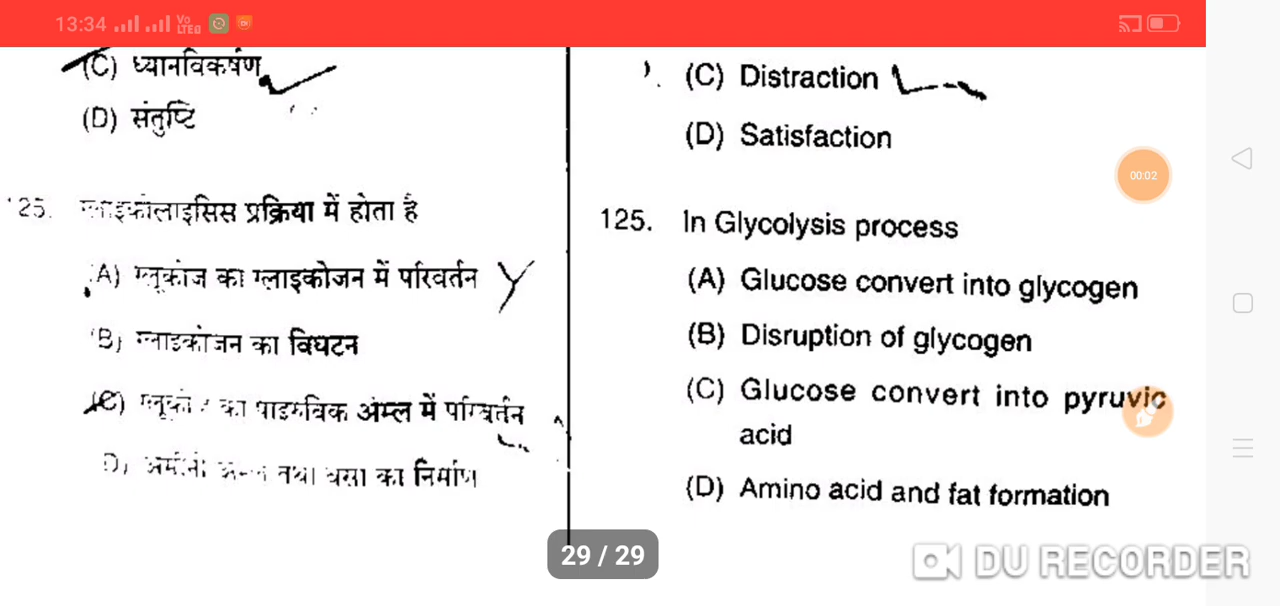 13:34
Vo
LTEQ
(C) ध्यानविकर्षण
(D) संतुष्टि
125. ग्लाइकोलाइसिस प्रक्रिया में होता है
(A) ग्लूकोज का ग्लाइकोजन में परिवर्तन
(B) ग्लाइकोजन का विघटन
(C) ग्लूकोज का पाइरुविक अम्ल में परिवर्तन
D) अमीनो अम्ल तथा वसा का निर्माण
(C) Distraction
(D) Satisfaction
125. In Glycolysis process
(A) Glucose convert into glycogen
(B) Disruption of glycogen
(C) Glucose convert into pyruvic
acid
(D) Amino acid and fat formation
00:02
29 / 29
DU RECORDER